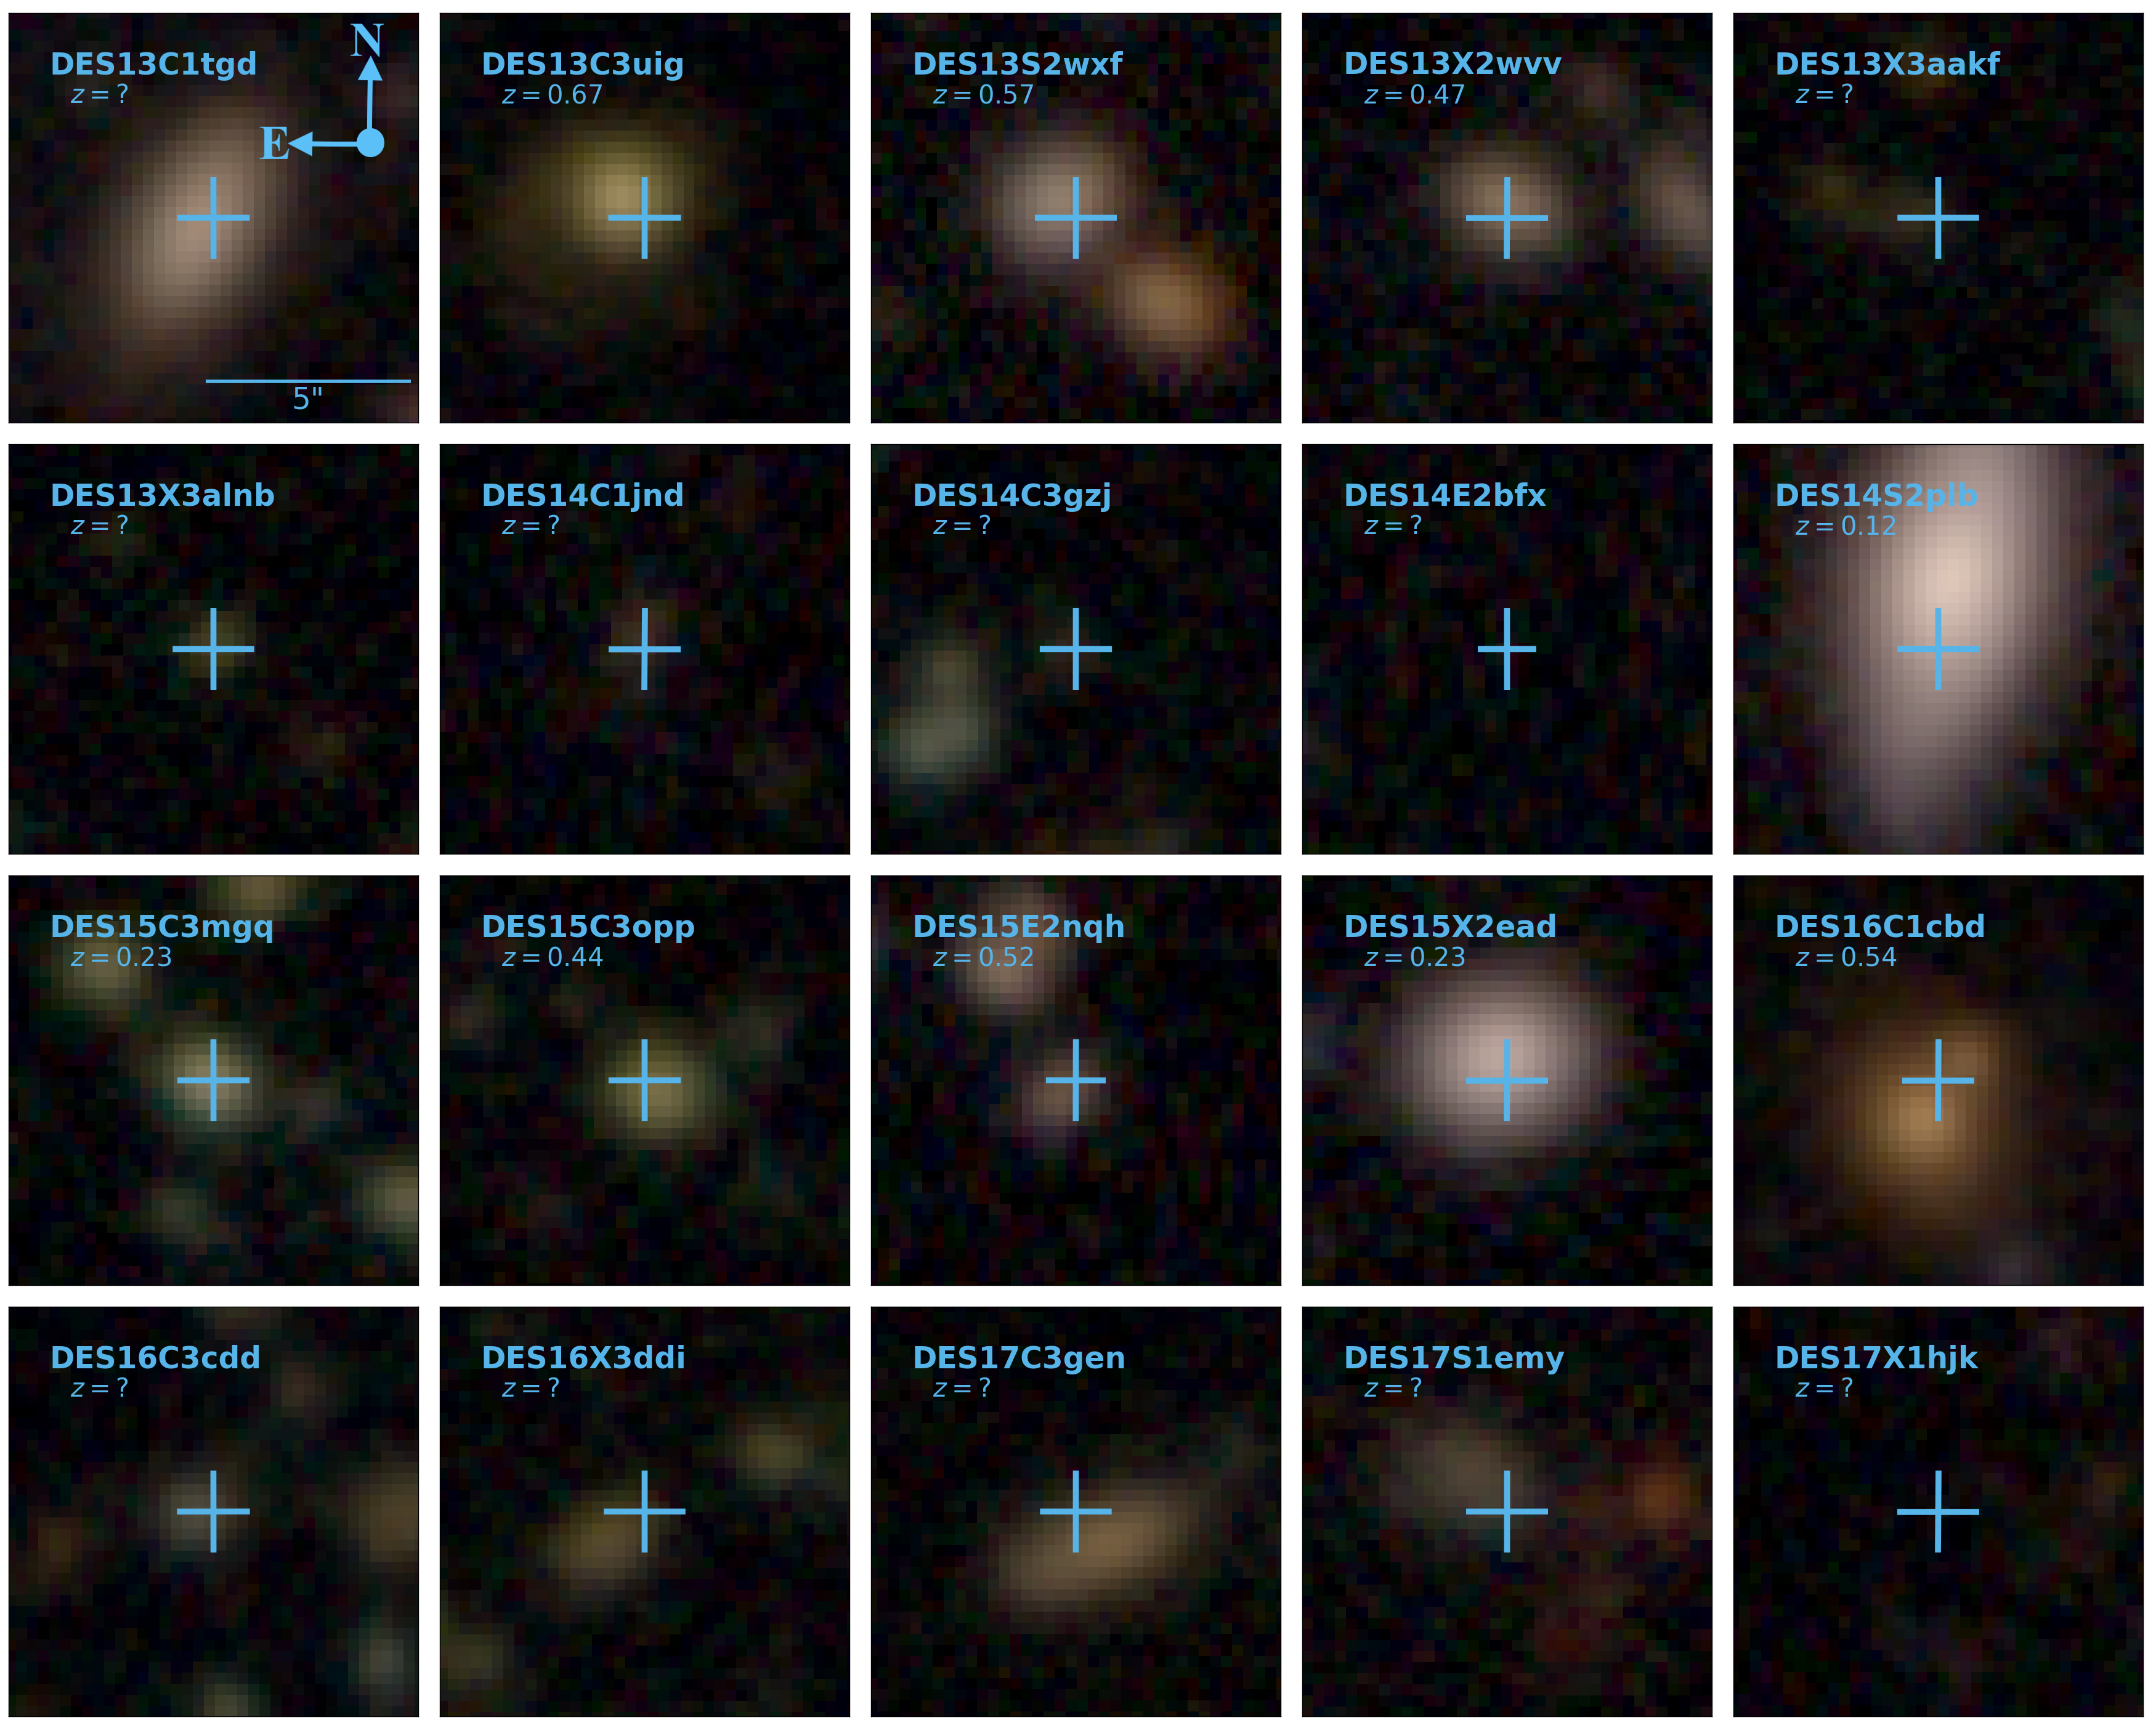 DES13C1tgd
z = ?
N
E
5"
DES13C3uig
z = 0.67
DES13S2wxf
z = 0.57
DES13X2wvv
z = 0.47
DES13X3aakf
z = ?
DES13X3alnb
z = ?
DES14C1jnd
z = ?
DES14C3gzj
z = ?
DES14E2bfx
z = ?
DES14S2plb
z = 0.12
DES15C3mgq
z = 0.23
DES15C3opp
z = 0.44
DES15E2nqh
z = 0.52
DES15X2ead
z = 0.23
DES16C1cbd
z = 0.54
DES16C3cdd
z = ?
DES16X3ddi
z = ?
DES17C3gen
z = ?
DES17S1emy
z = ?
DES17X1hjk
z = ?